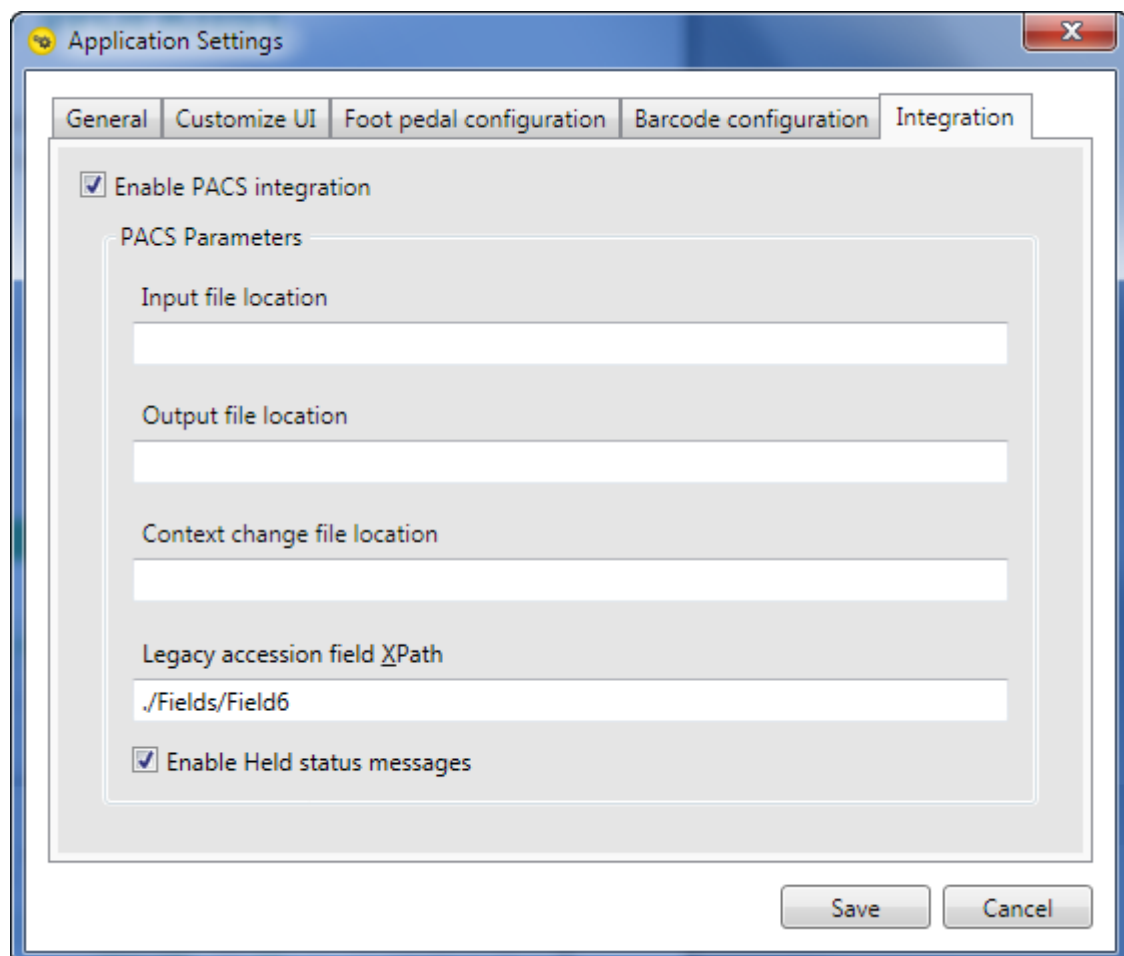 Application Settings
General Customize UI Foot pedal configuration Barcode configuration Integration
Enable PACS integration
PACS Parameters
Input file location
Output file location
Context change file location
Legacy accession field XPath
./Fields/Field6
Enable Held status messages
Save Cancel